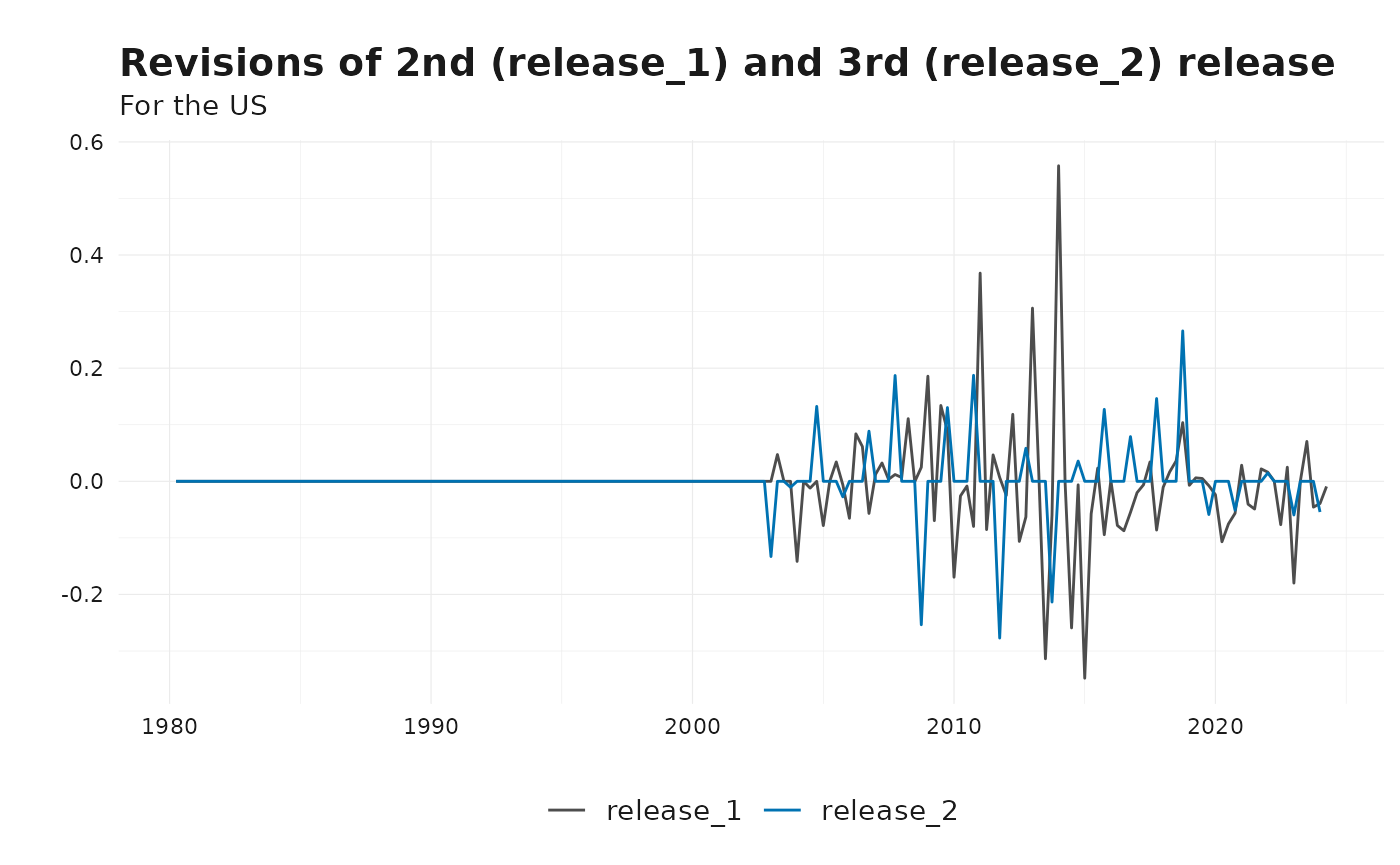 Revisions of 2nd (release_1) and 3rd (release_2) release
For the US
0.6
0.4
0.2
0.0
-0.2
1980 1990 2000 2010 2020
release_1 release_2